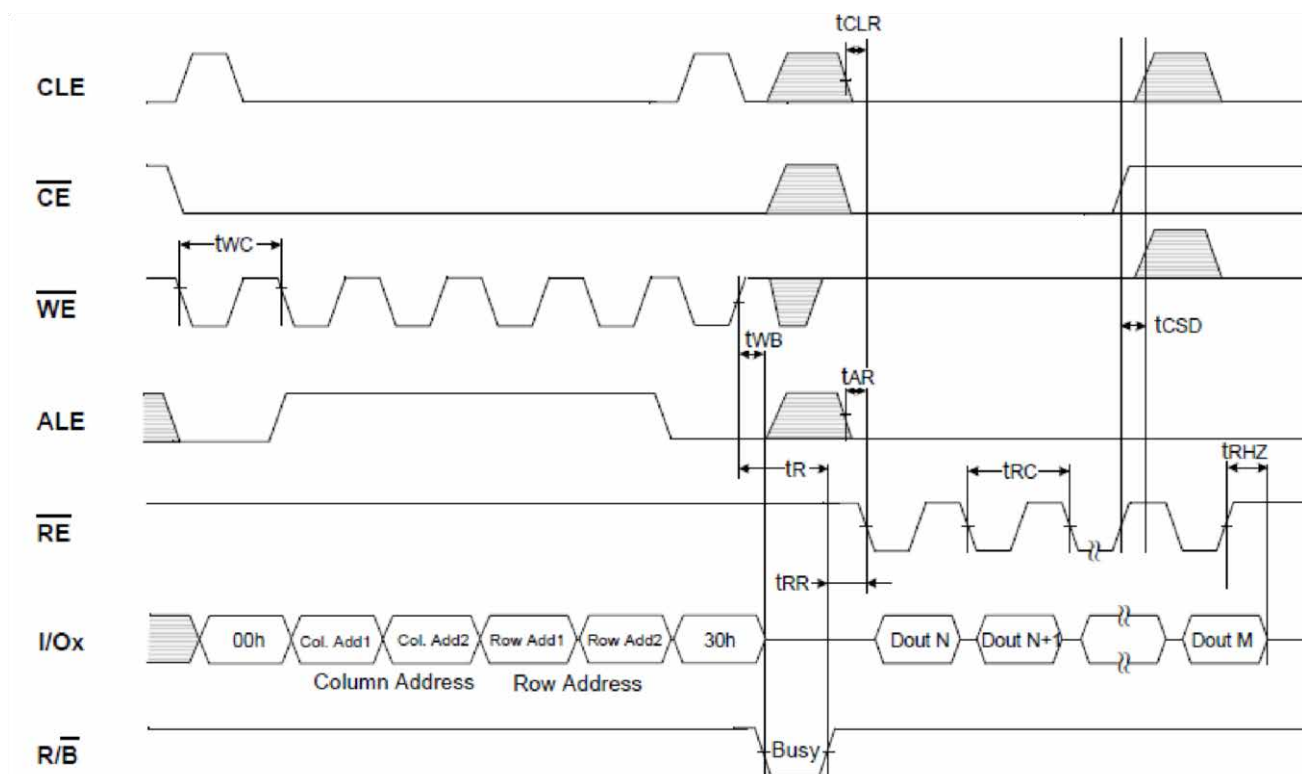 tCLR
CLE
CE
tWC
WE
tWB
tCSD
tAR
ALE
tR
tRC
tRHZ
RE
tRR
I/Ox
00h
Col. Add1
Col. Add2
Row Add1
Row Add2
30h
Dout N
Dout N+1
Dout M
Column Address
Row Address
R/B
Busy